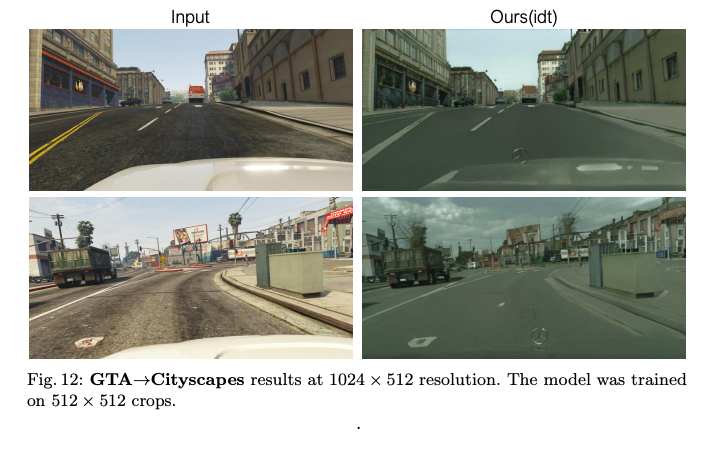 Input
Ours(idt)
Fig. 12: GTA→Cityscapes results at 1024 × 512 resolution. The model was trained
on 512 × 512 crops.
.